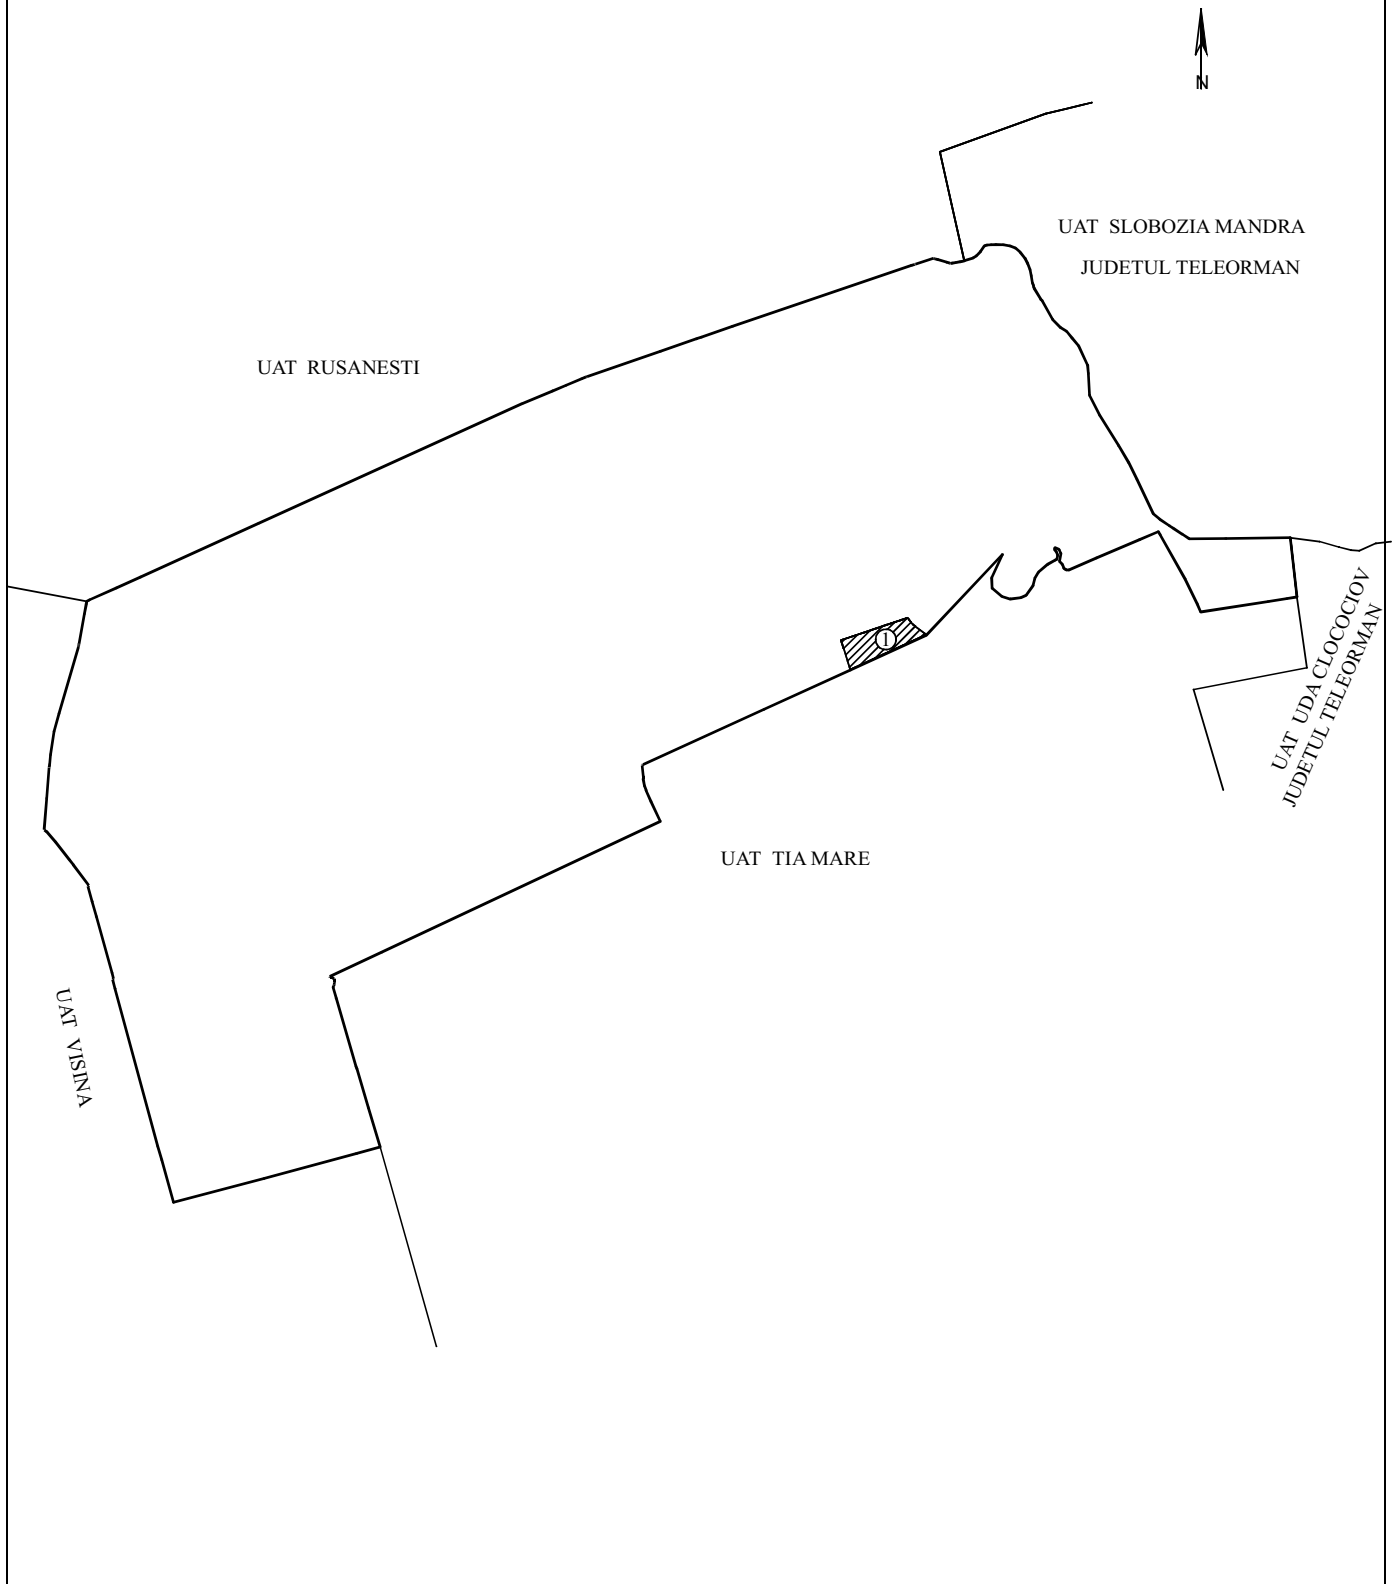 N
UAT SLOBOZIA MANDRA
JUDETUL TELEORMAN
UAT RUSANESTI
UAT UDA CLOCOCIOV
JUDETUL TELEORMAN
1
UAT TIA MARE
UAT VISINA